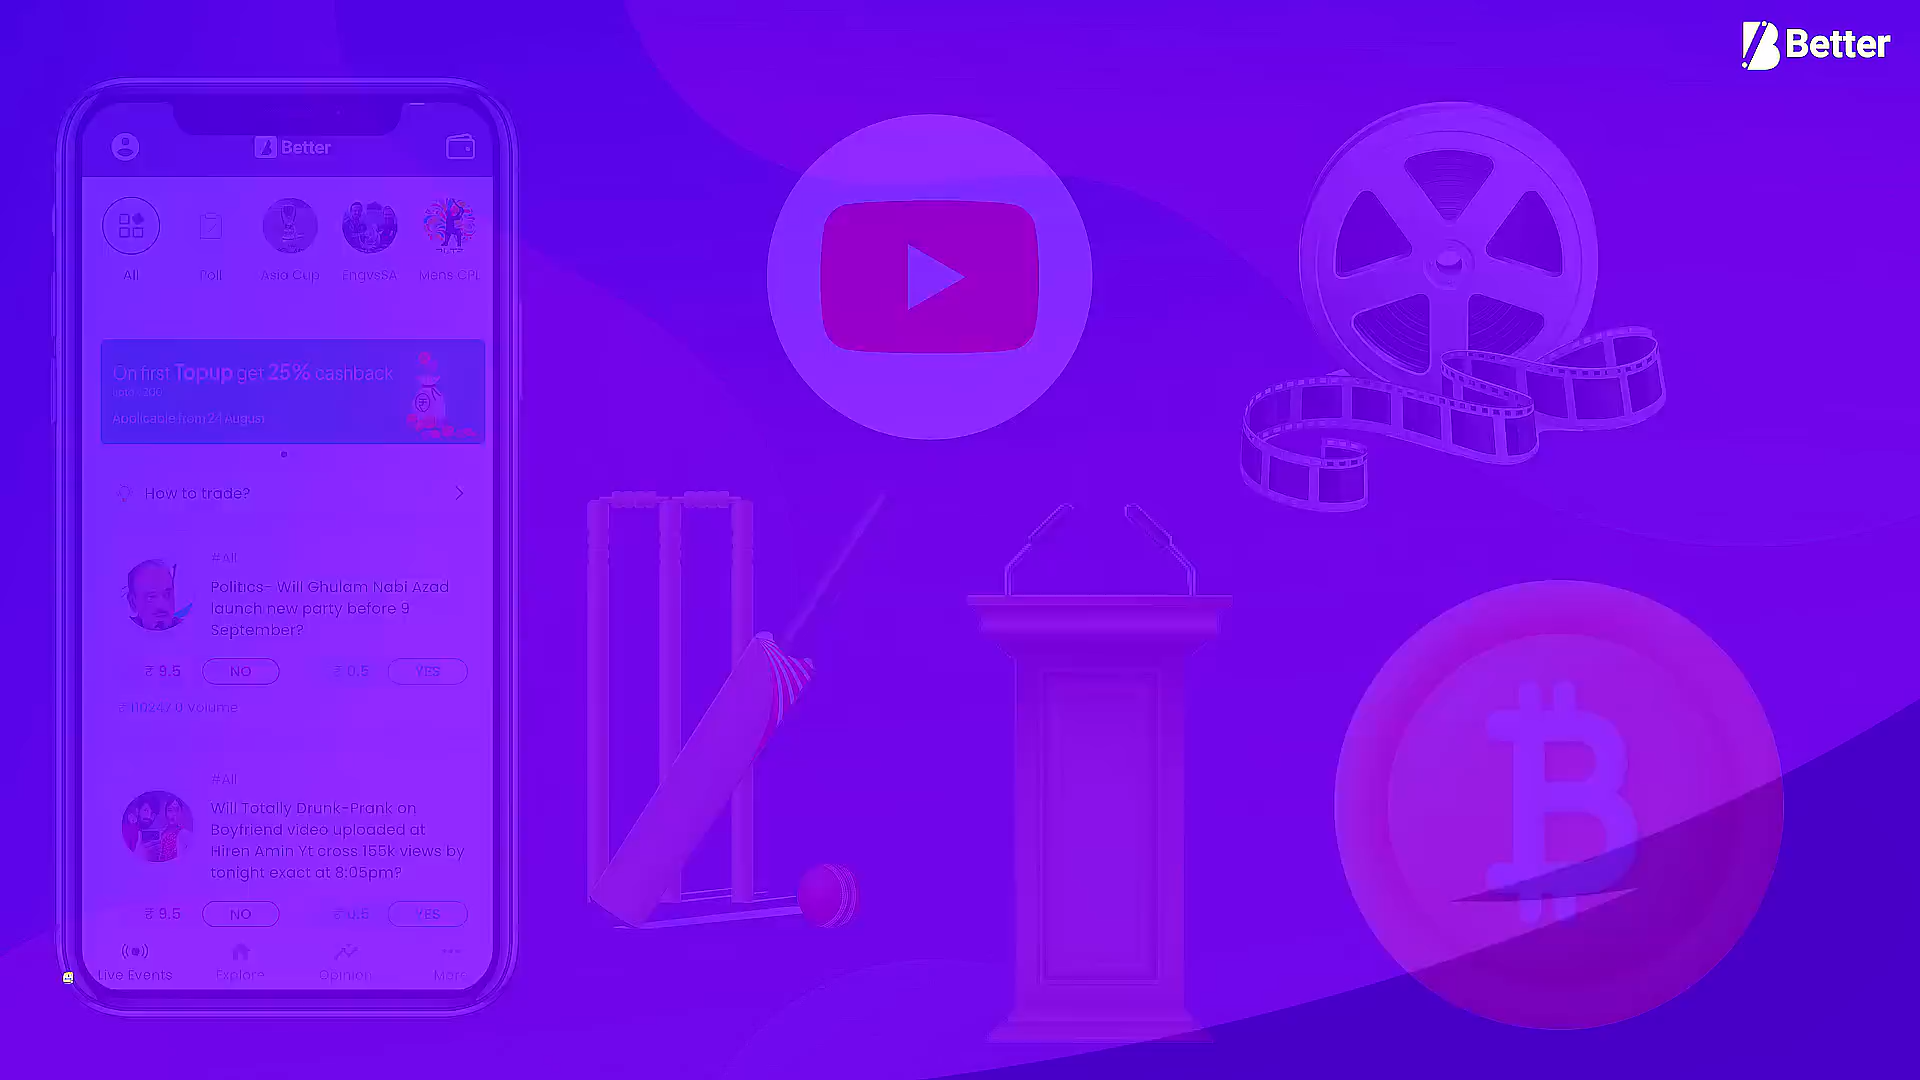 Better
Better
All
Poll
Asia Cup
EngvsSA
Mens CPL
On first Topup get 25% cashback
Applicable from 24 August
How to trade?
#All
Politics- Will Ghulam Nabi Azad
launch new party before 9
September?
₹ 9.5
NO
₹ 0.5
YES
₹ 110247.0 Volume
#All
Will Totally Drunk-Prank on
Boyfriend video uploaded at
Hiren Amin Yt cross 155k views by
tonight exact at 8:05pm?
₹ 9.5
NO
₹ 0.5
YES
Live Events
Explore
Opinion
More